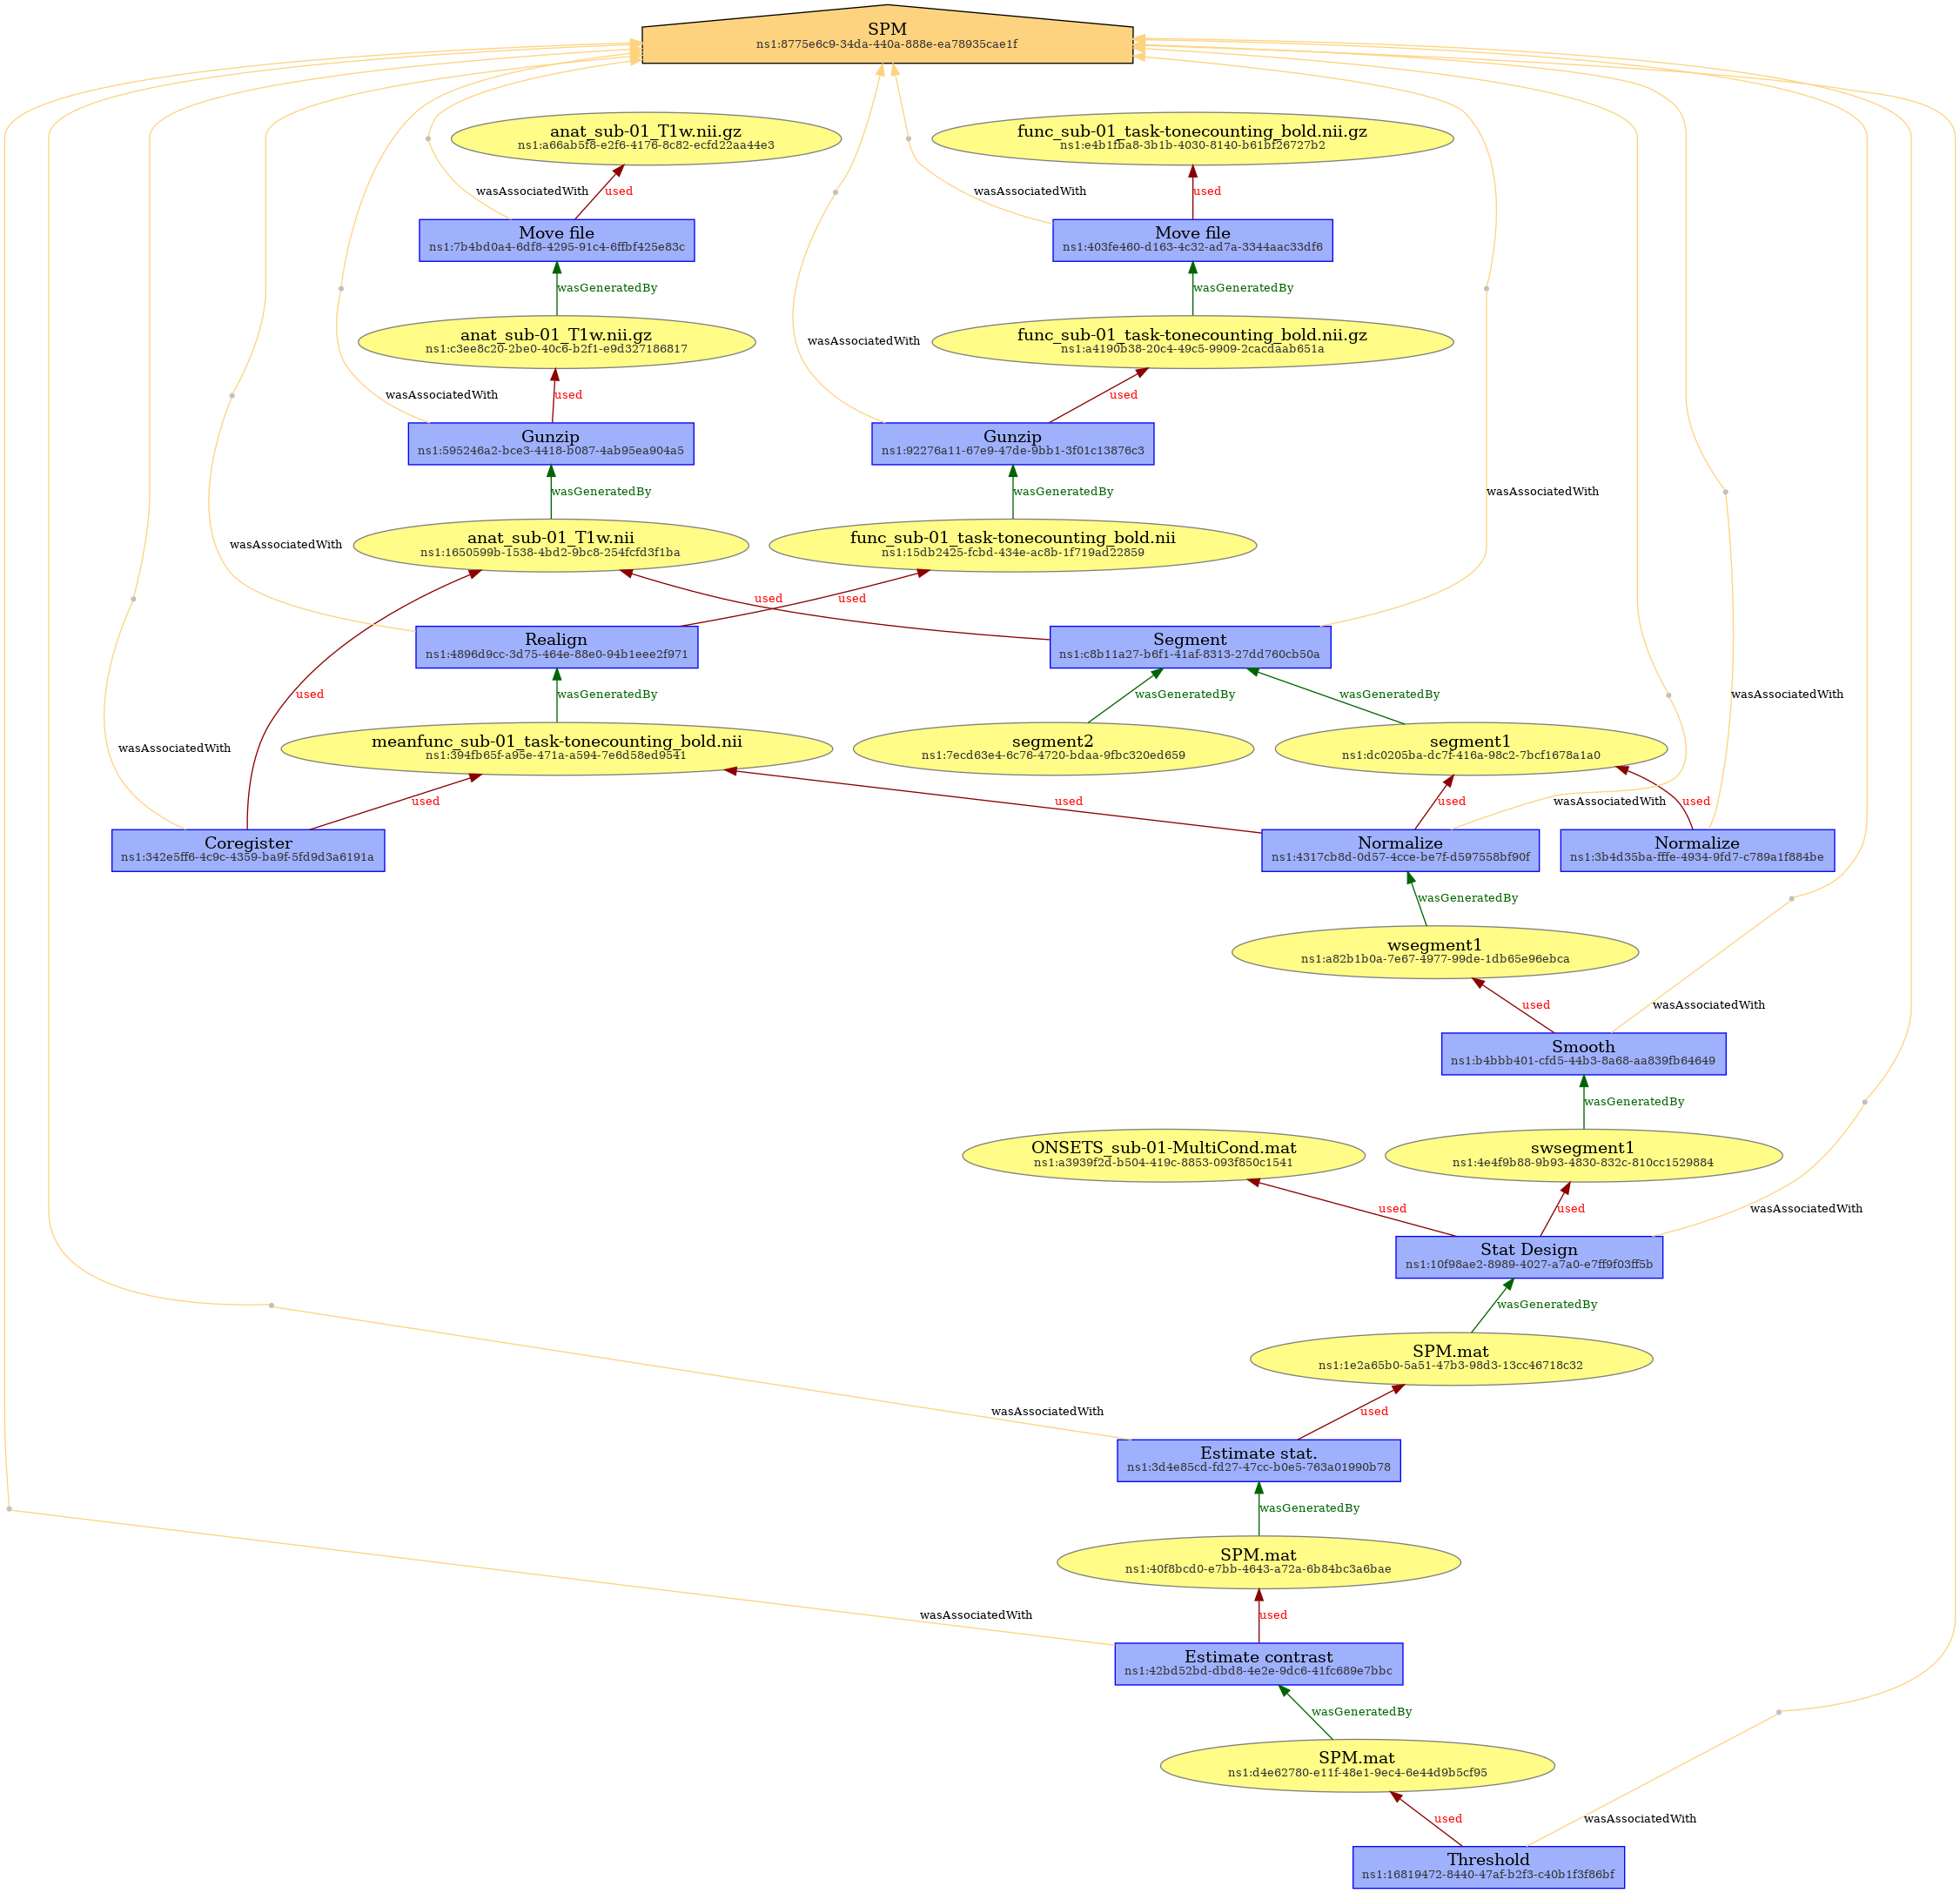 SPM
ns1:8775e6c9-34da-440a-888e-ea78935cae1f
anat_sub-01_T1w.nii.gz
ns1:a66ab5f8-e2f6-4176-8c82-ecfd22aa44e3
func_sub-01_task-tonecounting_bold.nii.gz
ns1:e4b1fba8-3b1b-4030-8140-b61bf26727b2
wasAssociatedWith
used
wasAssociatedWith
used
Move file
ns1:7b4bd0a4-6df8-4295-91c4-6ffbf425e83c
Move file
ns1:403fe460-d163-4c32-ad7a-3344aac33df6
wasGeneratedBy
wasGeneratedBy
anat_sub-01_T1w.nii.gz
ns1:c3ee8c20-2be0-40c6-b2f1-e9d327186817
wasAssociatedWith
func_sub-01_task-tonecounting_bold.nii.gz
ns1:a4190b38-20c4-49c5-9909-2cacdaab651a
wasAssociatedWith
used
used
Gunzip
ns1:595246a2-bce3-4418-b087-4ab95ea904a5
Gunzip
ns1:92276a11-67e9-47de-9bb1-3f01c13876c3
wasGeneratedBy
wasGeneratedBy
wasAssociatedWith
wasAssociatedWith
anat_sub-01_T1w.nii
ns1:1650599b-1538-4bd2-9bc8-254fcfd3f1ba
func_sub-01_task-tonecounting_bold.nii
ns1:15db2425-fcbd-434e-ac8b-1f719ad22859
used
used
Realign
ns1:4896d9cc-3d75-464e-88e0-94b1eee2f971
Segment
ns1:c8b11a27-b6f1-41af-8313-27dd760cb50a
used
wasGeneratedBy
wasGeneratedBy
wasGeneratedBy
wasAssociatedWith
wasAssociatedWith
meanfunc_sub-01_task-tonecounting_bold.nii
ns1:394fb65f-a95e-471a-a594-7e6d58ed9541
segment2
ns1:7ecd63e4-6c76-4720-bdaa-9fbc320ed659
segment1
ns1:dc0205ba-dc7f-416a-98c2-7bcf1678a1a0
used
used
used
wasAssociatedWith
used
Coregister
ns1:342e5ff6-4c9c-4359-ba9f-5fd9d3a6191a
Normalize
ns1:4317cb8d-0d57-4cce-be7f-d597558bf90f
Normalize
ns1:3b4d35ba-fffe-4934-9fd7-c789a1f884be
wasGeneratedBy
wsegment1
ns1:a82b1b0a-7e67-4977-99de-1db65e96ebca
used
wasAssociatedWith
Smooth
ns1:b4bbb401-cfd5-44b3-8a68-aa839fb64649
wasGeneratedBy
ONSETS_sub-01-MultiCond.mat
ns1:a3939f2d-b504-419c-8853-093f850c1541
swsegment1
ns1:4e4f9b88-9b93-4830-832c-810cc1529884
used
used
wasAssociatedWith
Stat Design
ns1:10f98ae2-8989-4027-a7a0-e7ff9f03ff5b
wasGeneratedBy
SPM.mat
ns1:1e2a65b0-5a51-47b3-98d3-13cc46718c32
wasAssociatedWith
used
Estimate stat.
ns1:3d4e85cd-fd27-47cc-b0e5-763a01990b78
wasGeneratedBy
SPM.mat
ns1:40f8bcd0-e7bb-4643-a72a-6b84bc3a6bae
wasAssociatedWith
used
Estimate contrast
ns1:42bd52bd-dbd8-4e2e-9dc6-41fc689e7bbc
wasGeneratedBy
SPM.mat
ns1:d4e62780-e11f-48e1-9ec4-6e44d9b5cf95
used
wasAssociatedWith
Threshold
ns1:16819472-8440-47af-b2f3-c40b1f3f86bf